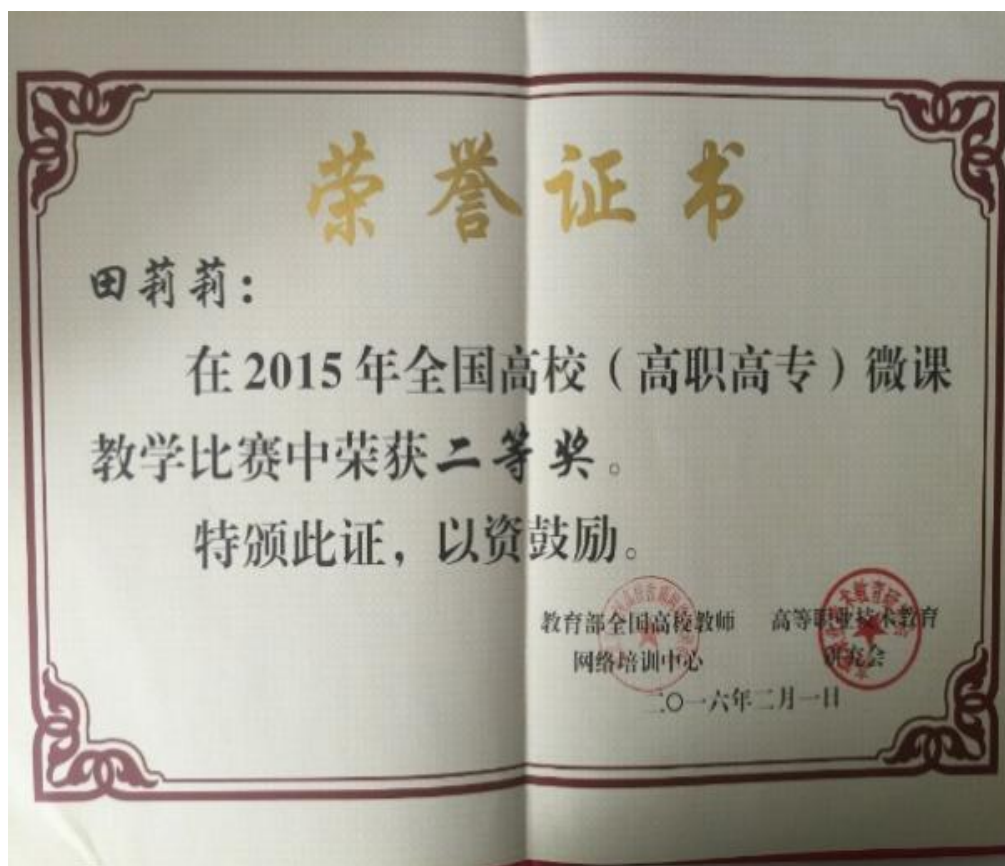 荣誉证书
田莉莉：
在2015年全国高校（高职高专）微课
教学比赛中荣获二等奖。
特颁此证，以资鼓励。
教育部全国高校教师 高等职业技术教育
网络培训中心 研究会
二〇一六年二月一日